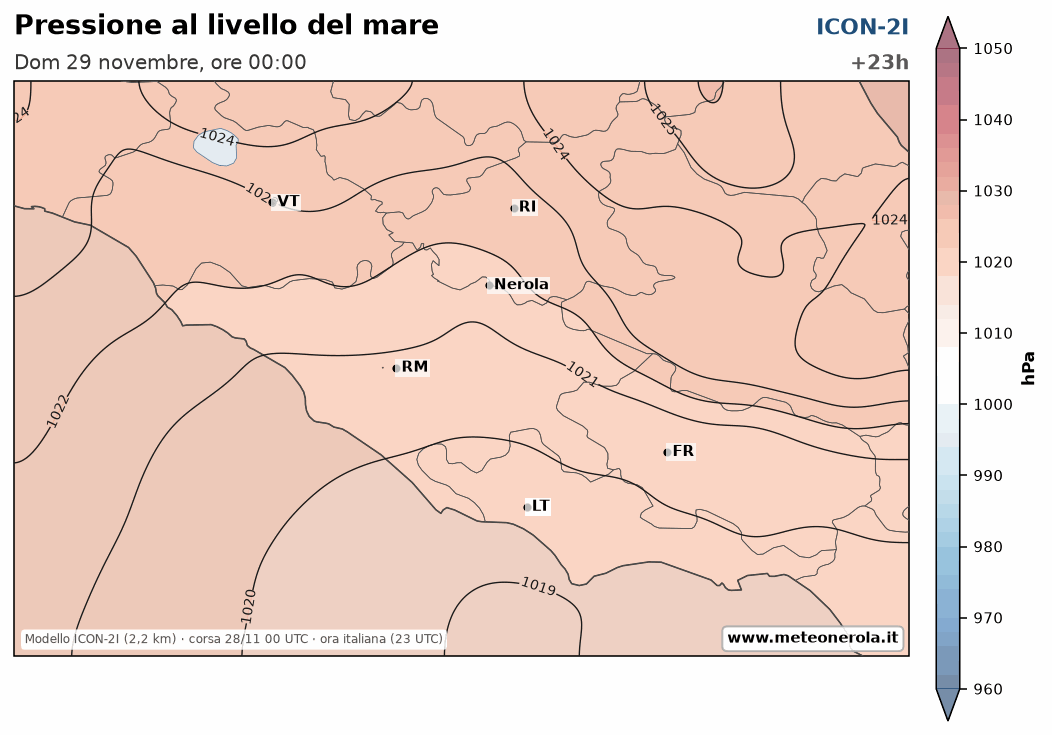 Pressione al livello del mare
ICON-2I
Dom 29 novembre, ore 00:00
+23h
1050
1040
1030
1020
1010
1000
990
980
970
960
hPa
24
1024
1024
1025
1024
VT
RI
Nerola
RM
1021
1022
FR
LT
1020
1019
Modello ICON-2I (2,2 km) · corsa 28/11 00 UTC · ora italiana (23 UTC)
www.meteonerola.it